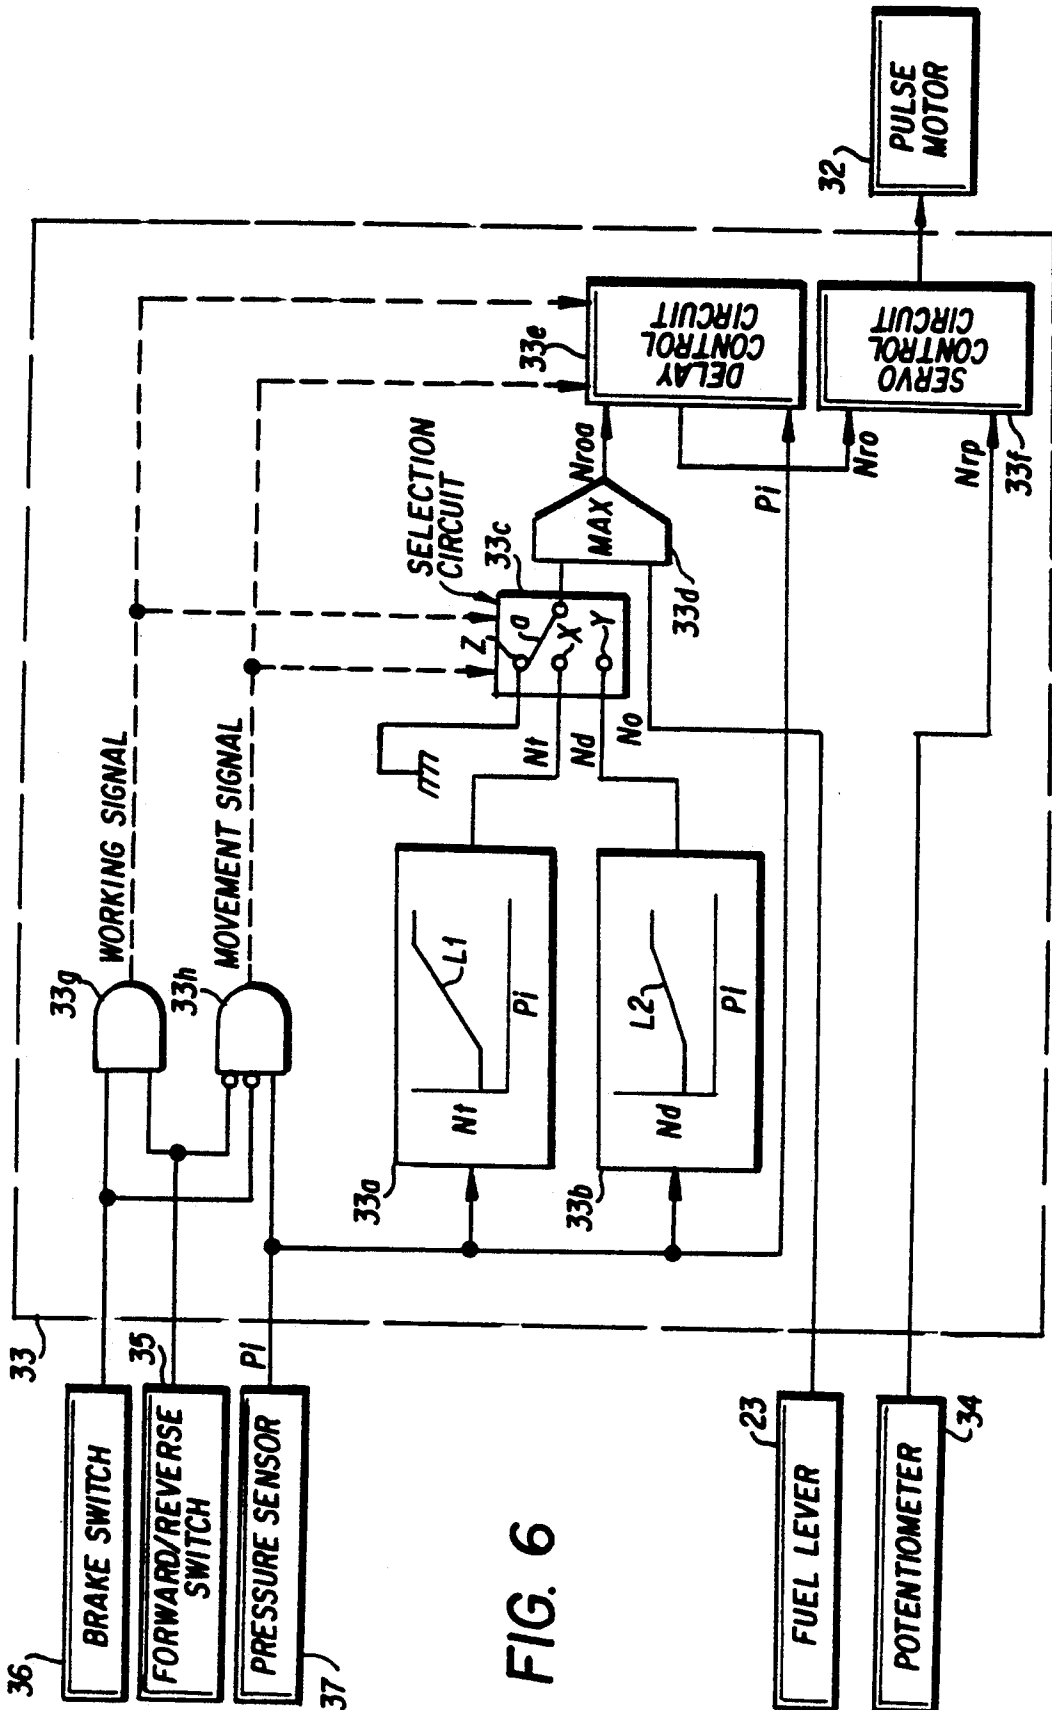 36
BRAKE SWITCH
35
FORWARD/REVERSE
SWITCH
Pi
PRESSURE SENSOR
37
33
33g
WORKING SIGNAL
33h
MOVEMENT SIGNAL
33a
Nt
L1
Pi
33b
Nd
L2
Pi
Nt
Nd
No
SELECTION
CIRCUIT
33c
Z
a
X
Y
MAX
33d
Nroa
33e
DELAY
CONTROL
CIRCUIT
Pi
Nro
Nrp
33f
SERVO
CONTROL
CIRCUIT
32
PULSE
MOTOR
23
FUEL LEVER
POTENTIOMETER
34
FIG. 6